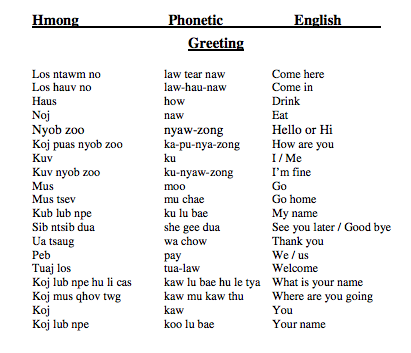 Hmong Phonetic English
Greeting
Los ntawm no law tear naw Come here
Los hauv no law-hau-naw Come in
Haus how Drink
Noj naw Eat
Nyob zoo nyaw-zong Hello or Hi
Koj puas nyob zoo ka-pu-nya-zong How are you
Kuv ku I / Me
Kuv nyob zoo ku-nyaw-zong I'm fine
Mus moo Go
Mus tsev mu chae Go home
Kub lub npe ku lu bae My name
Sib ntsib dua she gee dua See you later / Good bye
Ua tsaug wa chow Thank you
Peb pay We / us
Tuaj los tua-law Welcome
Koj lub npe hu li cas kaw lu bae hu le tya What is your name
Koj mus qhov twg kaw mu kaw thu Where are you going
Koj kaw You
Koj lub npe koo lu bae Your name